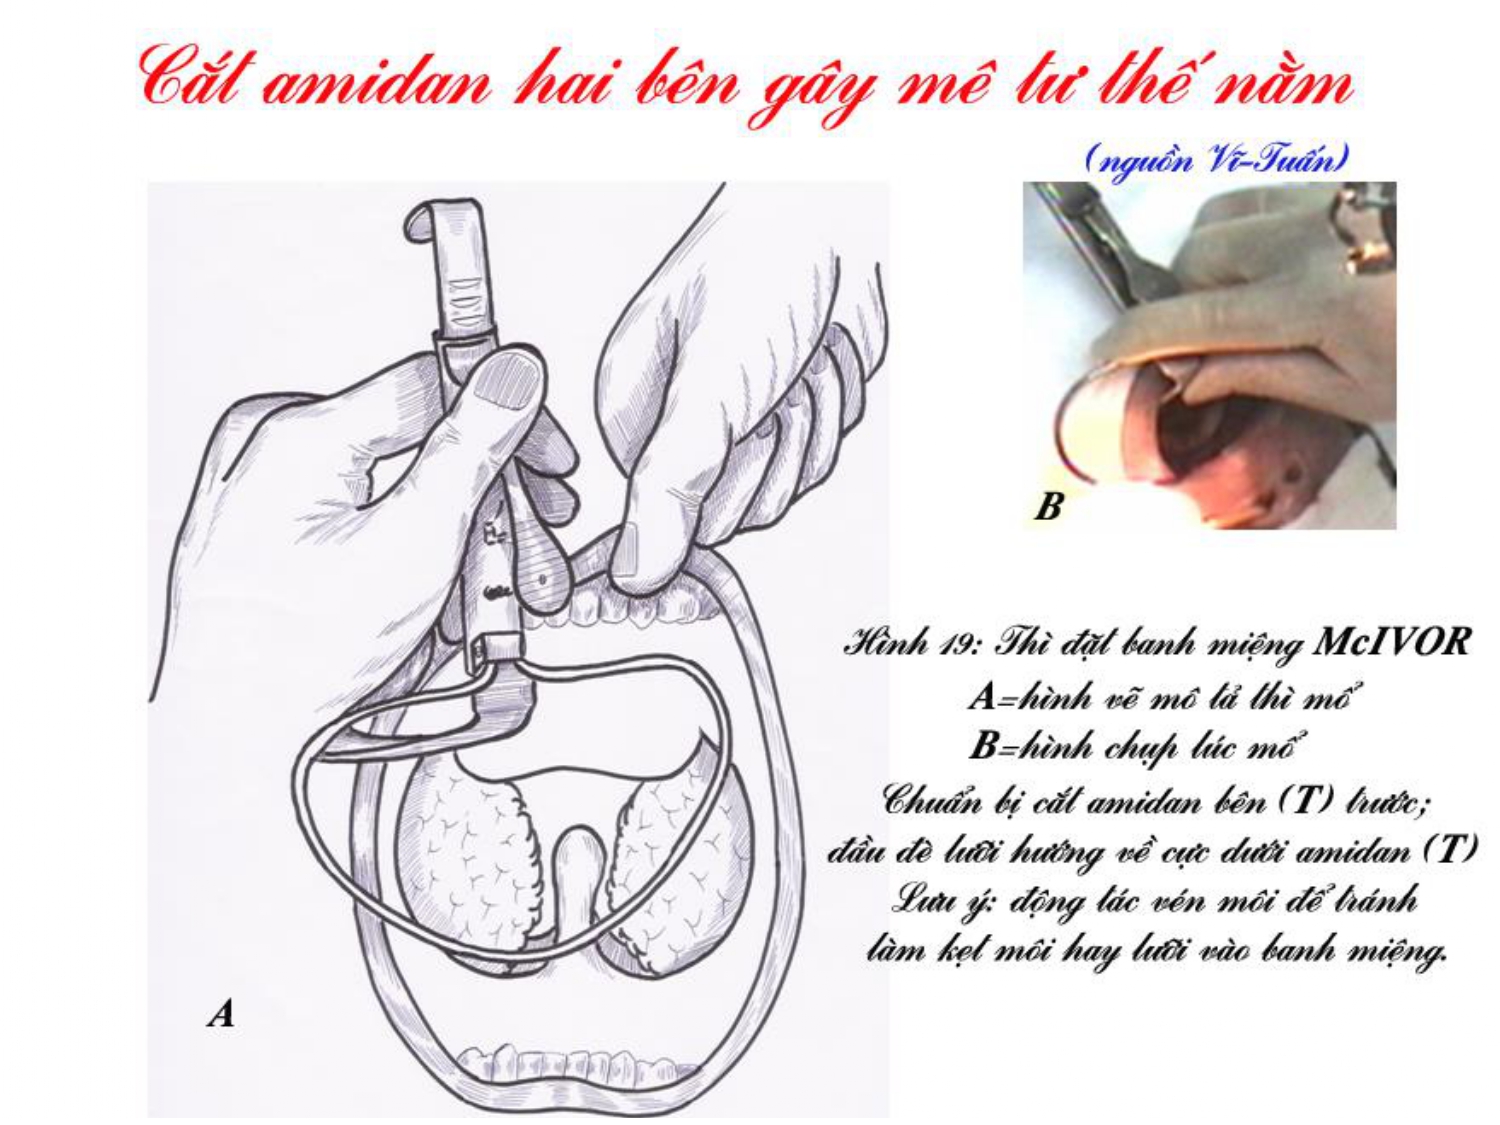 Cắt amidan hai bên gây mê tư thế nằm
(nguồn Vĩ-Tuấn)
B
Hình 19: Thì đặt banh miệng McIVOR
A=hình vẽ mô tả thì mổ
B=hình chụp lúc mổ
Chuẩn bị cắt amidan bên (T) trước;
đầu đè lưỡi hướng về cực dưới amidan (T)
Lưu ý: động tác vén môi để tránh
làm kẹt môi hay lưỡi vào banh miệng.
A